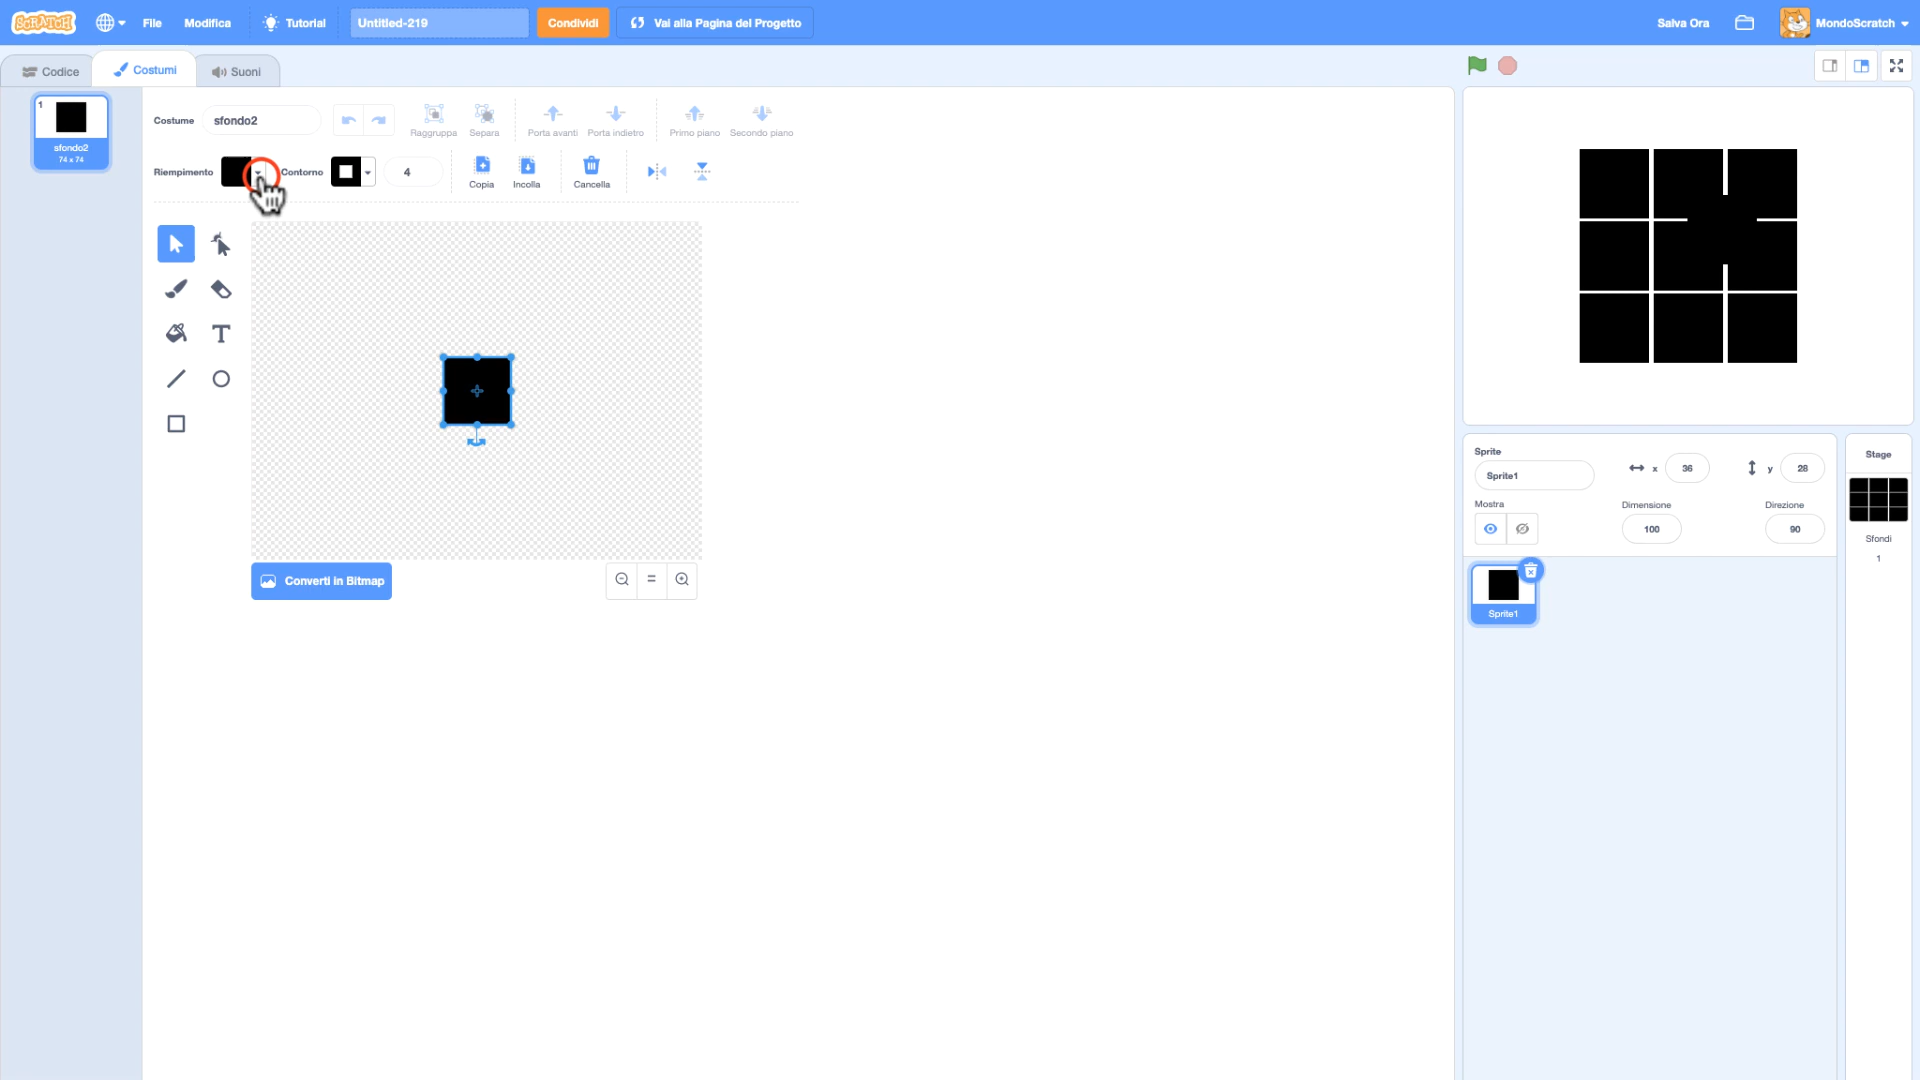 SCRATCH
File
Modifica
Tutorial
Untitled-219
Condividi
Vai alla Pagina del Progetto
Salva Ora
MondoScratch
Codice
Costumi
Suoni
1
sfondo2
74 x 74
Costume
sfondo2
Raggruppa
Separa
Porta avanti
Porta indietro
Primo piano
Secondo piano
Riempimento
Contorno
4
Copia
Incolla
Cancella
Converti in Bitmap
Sprite
Sprite1
x
36
y
28
Mostra
Dimensione
100
Direzione
90
Sprite1
Stage
Sfondi
1